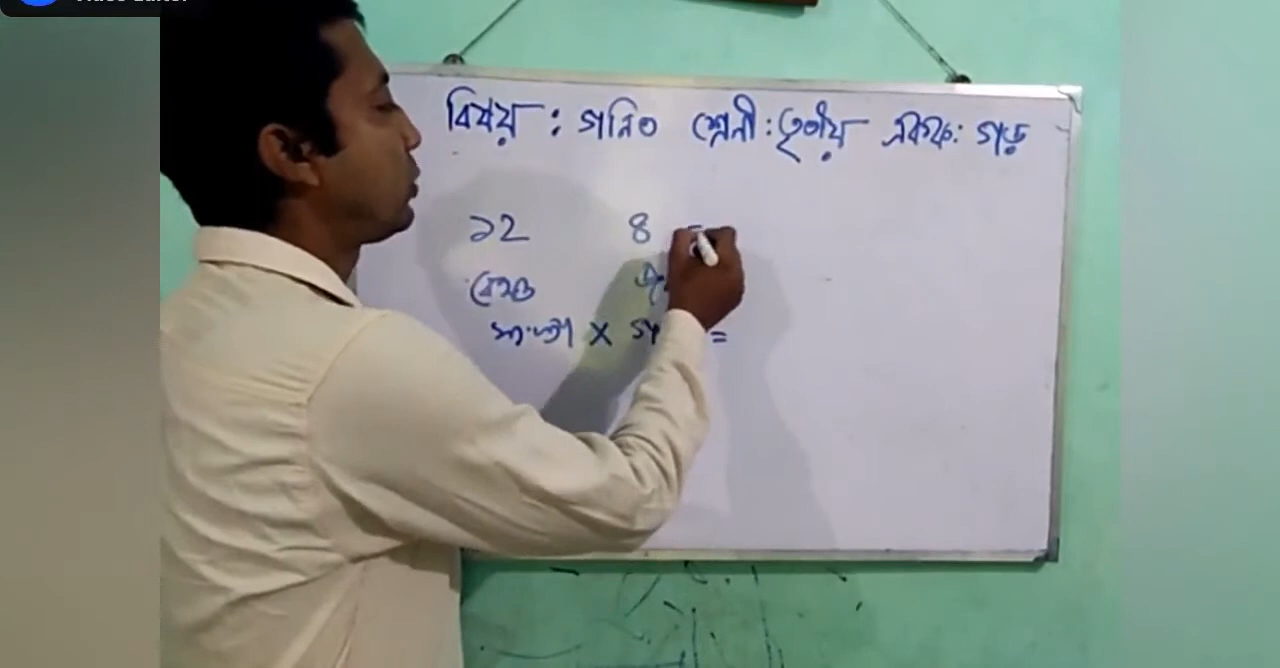 বিষয় : গনিত শ্রেনী : তৃতীয় একক : গড়
১২ ৪ =
সংখ্যা × =